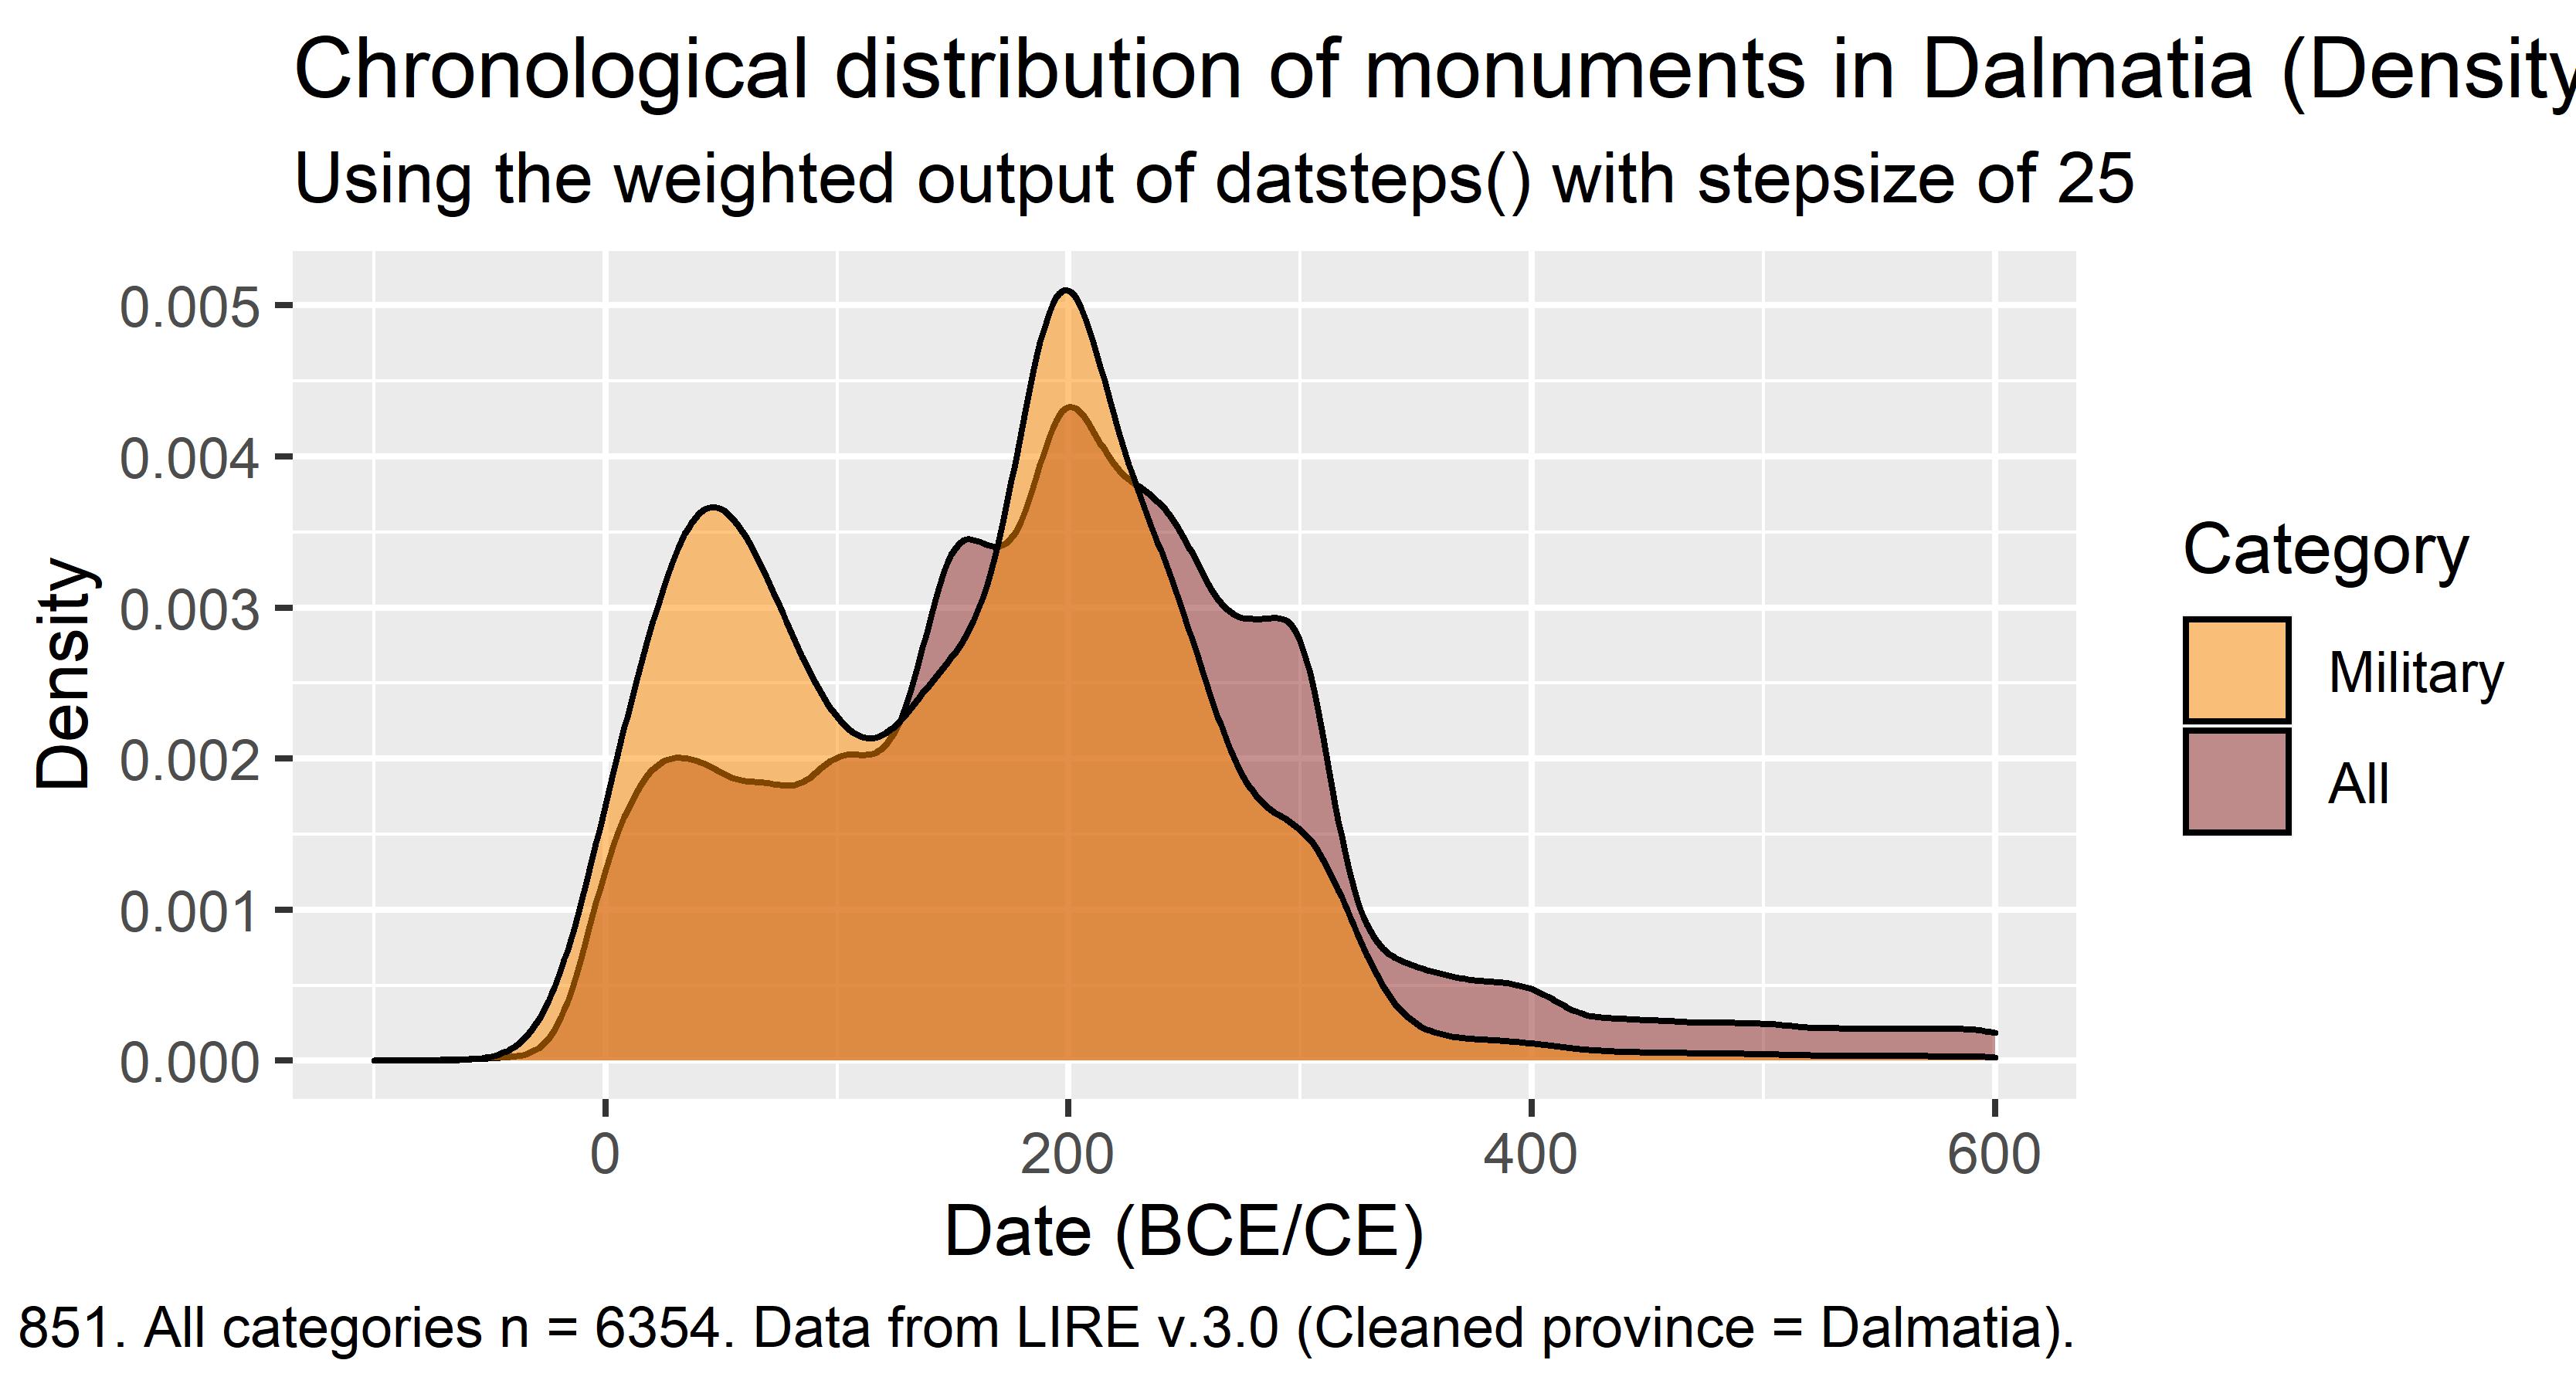 Chronological distribution of monuments in Dalmatia (Density
Using the weighted output of datsteps() with stepsize of 25
Density
0.005
0.004
0.003
0.002
0.001
0.000
0
200
400
600
Date (BCE/CE)
Category
Military
All
851. All categories n = 6354. Data from LIRE v.3.0 (Cleaned province = Dalmatia).